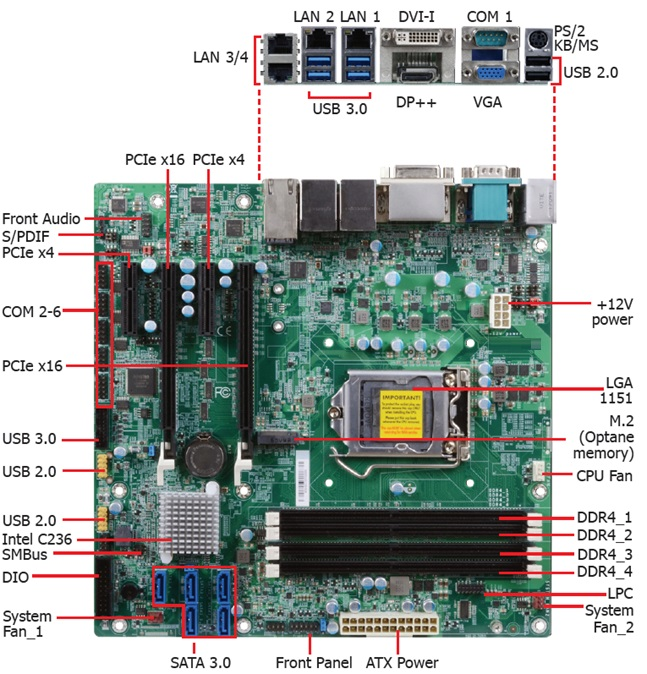 LAN 2 LAN 1 DVI-I COM 1
PS/2
KB/MS
LAN 3/4
USB 2.0
USB 3.0
DP++ VGA
PCIe x16 PCIe x4
Front Audio
S/PDIF
PCIe x4
COM 2-6
+12V
power
PCIe x16
LGA
1151
IMPORTANT!
M.2
(Optane
memory)
USB 3.0
USB 2.0
CPU Fan
USB 2.0
DDR4_1
DDR4_2
Intel C236
SMBus
DDR4_3
DIO
DDR4_4
LPC
System
Fan_1
System
Fan_2
SATA 3.0 Front Panel ATX Power
CE
FC